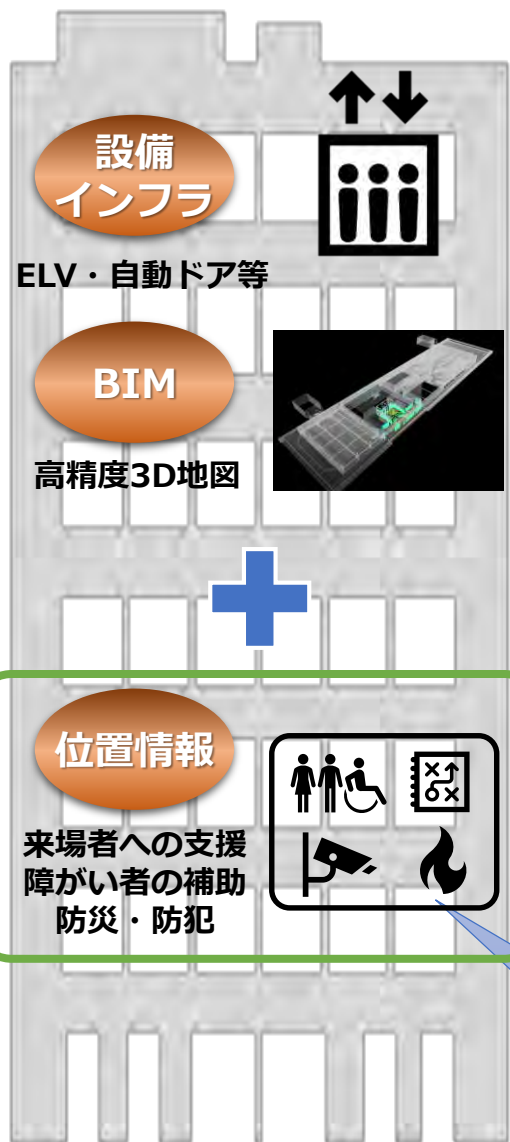 設備
インフラ
ELV・自動ドア等
BIM
高精度3D地図
位置情報
来場者への支援
障がい者の補助
防災・防犯